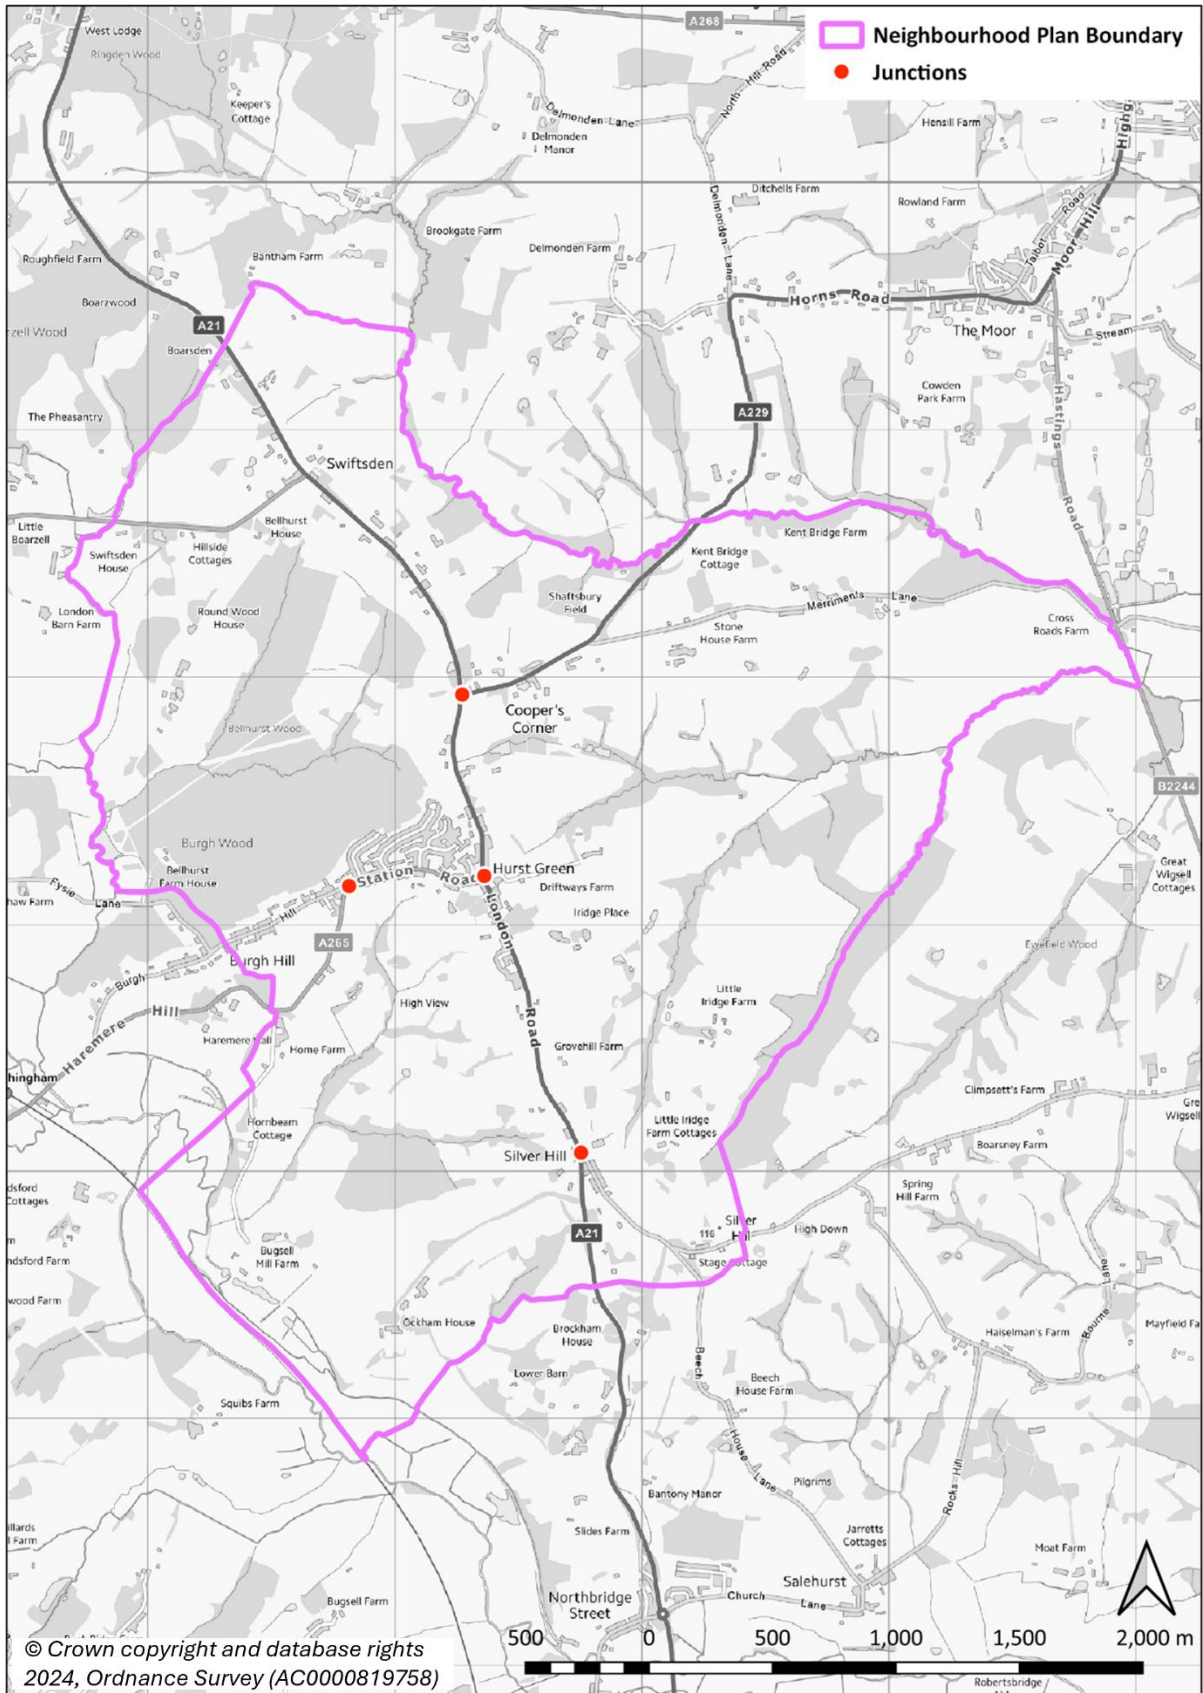 West Lodge
Ringden Wood
A268
Neighbourhood Plan Boundary
Junctions
North Hill Road
Keeper's
Cottage
Delmonden Lane
Delmonden
Manor
Hensill Farm
Ditchells Farm
Rowland Farm
Talbot Road
Moor Hill
Brookgate Farm
Delmonden Farm
Delmonden Lane
Roughfield Farm
Bantham Farm
Boarzwood
Horns Road
The Moor
Stream
zell Wood
A21
Boarsden
The Pheasantry
Cowden
Park Farm
Hastings Road
A229
Swiftsden
Little
Boarzell
Bellhurst
House
Swiftsden
House
Hillside
Cottages
Kent Bridge Farm
Kent Bridge
Cottage
London
Barn Farm
Round Wood
House
Shaftsbury
Field
Merriments Lane
Stone
House Farm
Cross
Roads Farm
Cooper's
Corner
Bellhurst Wood
B2244
Burgh Wood
Bellhurst
Farm House
Station Road
Hurst Green
Driftways Farm
Great
Wigsell
Cottages
Fysie
Lane
haw Farm
Burgh Hill
A265
Iridge Place
London Road
Burgh Hill
Ewefield Wood
High View
Little
Iridge Farm
Haremere Hill
Haremere Hall
Home Farm
Grovehill Farm
hingham
Climpsett's Farm
Gre
Wigsell
Hornbeam
Cottage
Little Iridge
Farm Cottages
Boarsney Farm
Silver Hill
dsford
Cottages
Spring
Hill Farm
116
Silver
Hill
High Down
A21
m
ndsford Farm
Bugsell
Mill Farm
Stage Cottage
wood Farm
Ockham House
Brockham
House
Haiselman's Farm
Bourne Lane
Mayfield Fa
Lower Barn
Beech House Lane
Beech
House Farm
Squibs Farm
Rocks Hill
Pilgrims
Bantony Manor
Slides Farm
Jarretts
Cottages
Moat Farm
illards
l Farm
Northbridge
Street
Salehurst
Church Lane
Bugsell Farm
500 0 500 1,000 1,500 2,000 m
© Crown copyright and database rights
2024, Ordnance Survey (AC0000819758)
Robertsbridge